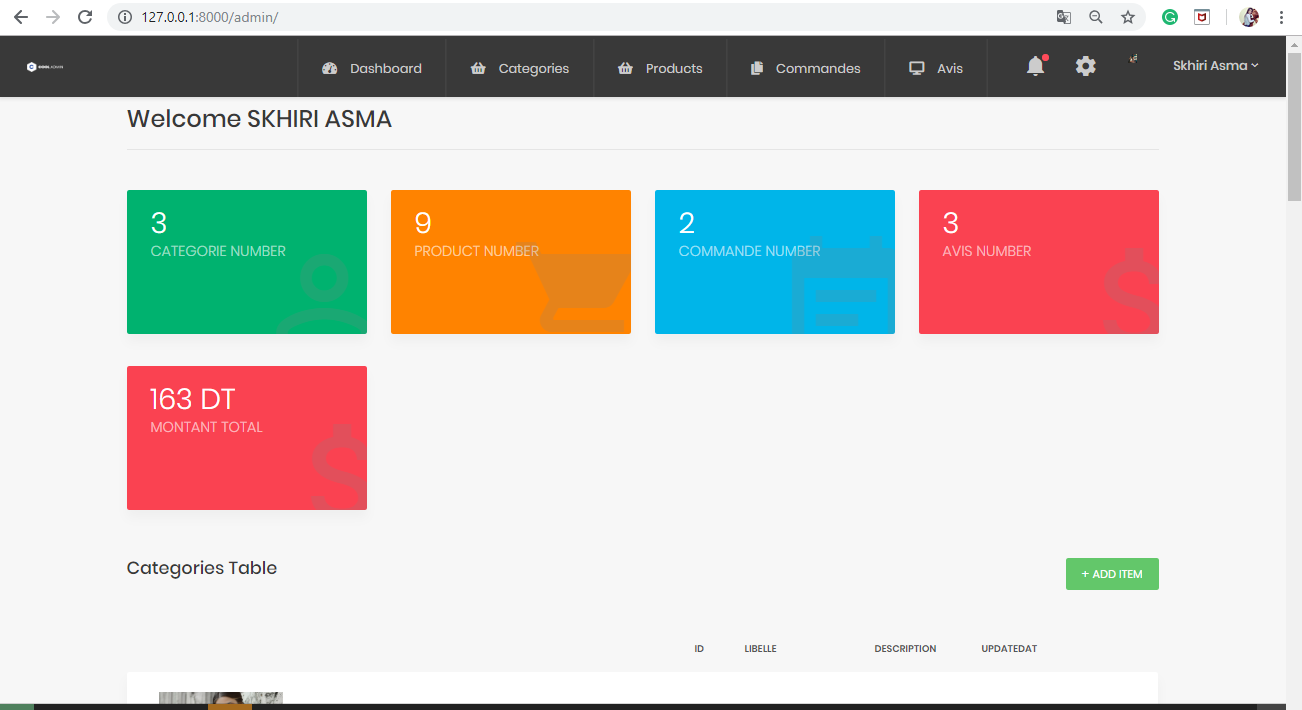 127.0.0.1:8000/admin/
Dashboard
Categories
Products
Commandes
Avis
Skhiri Asma
Welcome SKHIRI ASMA
3
CATEGORIE NUMBER
9
PRODUCT NUMBER
2
COMMANDE NUMBER
3
AVIS NUMBER
163 DT
MONTANT TOTAL
Categories Table
+ ADD ITEM
ID
LIBELLE
DESCRIPTION
UPDATEDAT